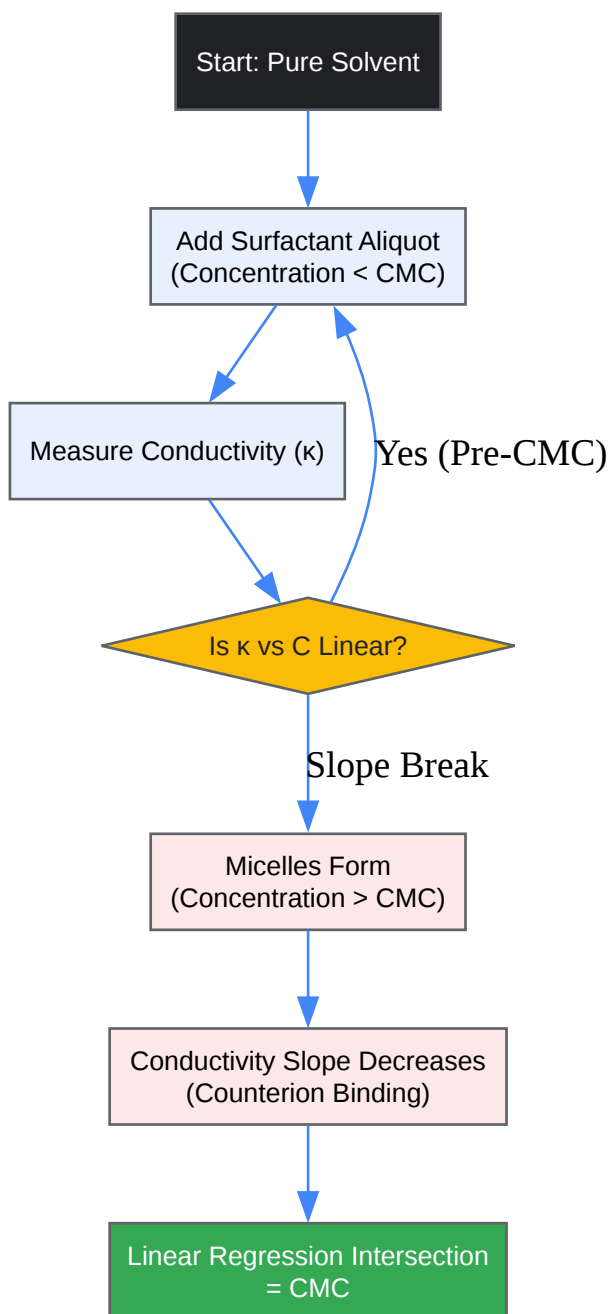 Start: Pure Solvent
Add Surfactant Aliquot
(Concentration < CMC)
Measure Conductivity (κ)
Yes (Pre-CMC)
Is κ vs C Linear?
Slope Break
Micelles Form
(Concentration > CMC)
Conductivity Slope Decreases
(Counterion Binding)
Linear Regression Intersection
= CMC